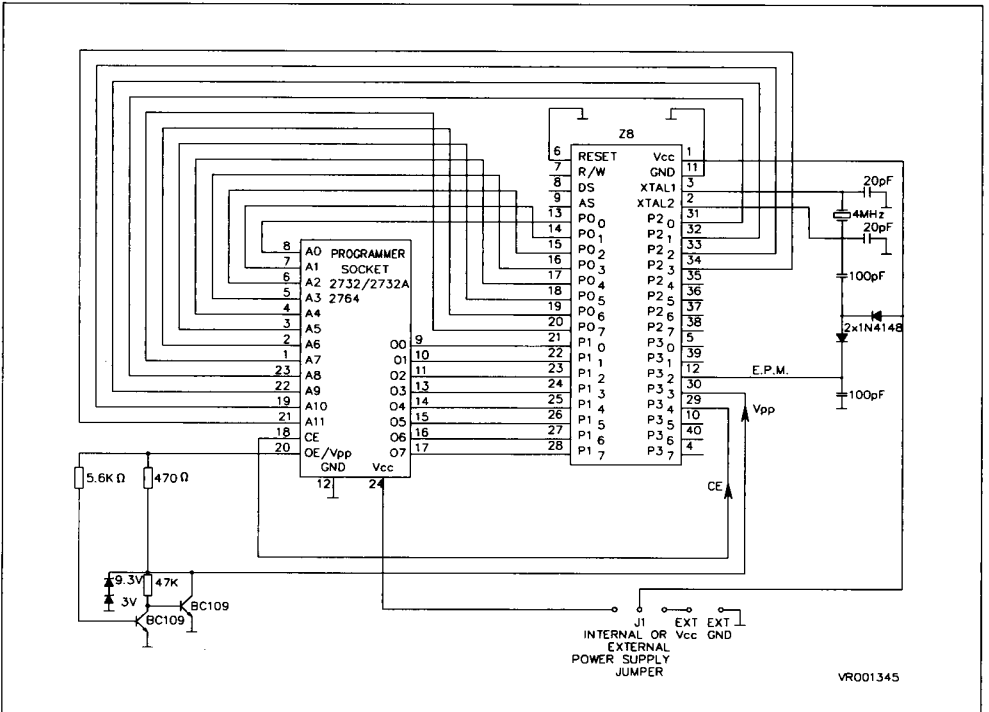 Z8
6 RESET Vcc 1
7 R/W GND 11
8 DS XTAL1 3
9 AS XTAL2 2
13 P0 0 P2 0 31
14 P0 1 P2 1 32
15 P0 2 P2 2 33
16 P0 3 P2 3 34
17 P0 4 P2 4 35
18 P0 5 P2 5 36
19 P0 6 P2 6 37
20 P0 7 P2 7 38
21 P1 0 P3 0 5
22 P1 1 P3 1 39
23 P1 2 P3 2 12
24 P1 3 P3 3 30
25 P1 4 P3 4 29
26 P1 5 P3 5 10
27 P1 6 P3 6 40
28 P1 7 P3 7 4
20pF
4MHz
20pF
100pF
2x1N4148
E.P.M.
100pF
Vpp
CE
PROGRAMMER
SOCKET
2732/2732A
2764
8 A0
7 A1
6 A2
5 A3
4 A4
3 A5
2 A6
1 A7
23 A8
22 A9
19 A10
21 A11
18 CE
20 OE/Vpp
O0 9
O1 10
O2 11
O3 13
O4 14
O5 15
O6 16
O7 17
GND Vcc
12 24
5.6KΩ 470Ω
9.3V 47K
3V
BC109 BC109
J1 EXT EXT
INTERNAL OR Vcc GND
EXTERNAL
POWER SUPPLY
JUMPER
VR001345